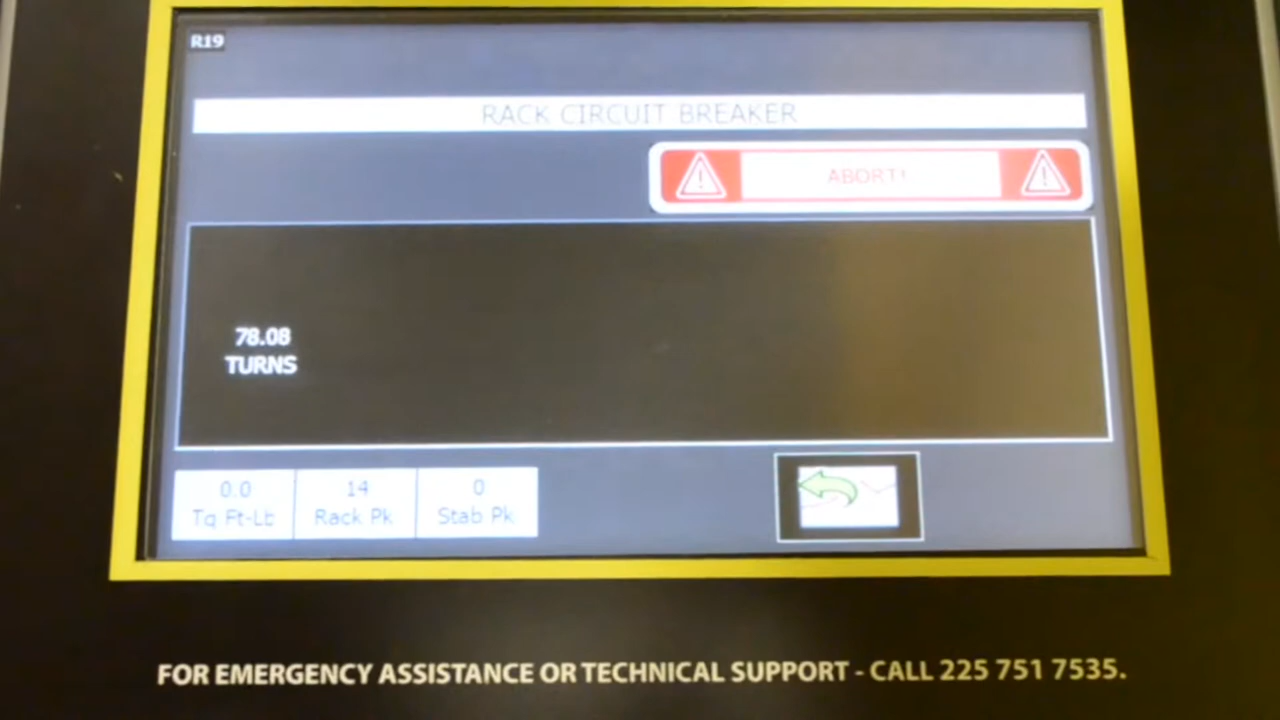 R19
RACK CIRCUIT BREAKER
ABORT!
78.08
TURNS
0.0
Tq Ft-Lb
14
Rack Pk
0
Stab Pk
FOR EMERGENCY ASSISTANCE OR TECHNICAL SUPPORT - CALL 225 751 7535.